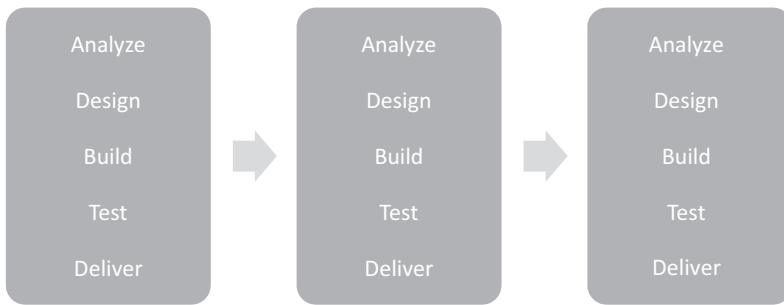 Analyze
Design
Build
Test
Deliver
Analyze
Design
Build
Test
Deliver
Analyze
Design
Build
Test
Deliver